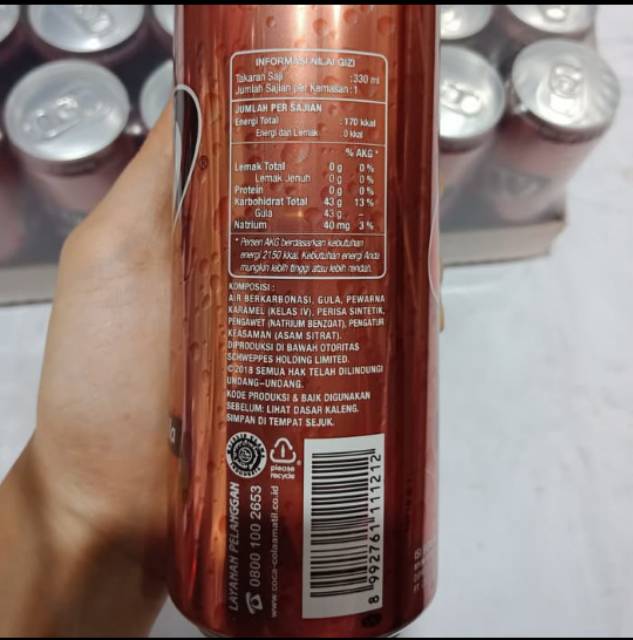 INFORMASI NILAI GIZI
Takaran Saji :330 ml
Jumlah Sajian per Kemasan :1
JUMLAH PER SAJIAN
Energi Total :170 kkal
Energi dari Lemak :0 kkal
% AKG*
Lemak Total 0 g 0 %
Lemak Jenuh 0 g 0 %
Protein 0 g 0 %
Karbohidrat Total 43 g 13 %
Gula 43 g -
Natrium 40 mg 3 %
* Persen AKG berdasarkan kebutuhan
energi 2150 kkal. Kebutuhan energi Anda
mungkin lebih tinggi atau lebih rendah.
KOMPOSISI :
AIR BERKARBONASI, GULA, PEWARNA
KARAMEL (KELAS IV), PERISA SINTETIK,
PENGAWET (NATRIUM BENZOAT), PENGATUR
KEASAMAN (ASAM SITRAT).
DIPRODUKSI DI BAWAH OTORITAS
SCHWEPPES HOLDING LIMITED.
©2018 SEMUA HAK TELAH DILINDUNGI
UNDANG-UNDANG.
KODE PRODUKSI & BAIK DIGUNAKAN
SEBELUM: LIHAT DASAR KALENG.
SIMPAN DI TEMPAT SEJUK.
please
recycle
LAYANAN PELANGGAN
0800 100 2653
www.coca-colaamatil.co.id
8 992761 111212